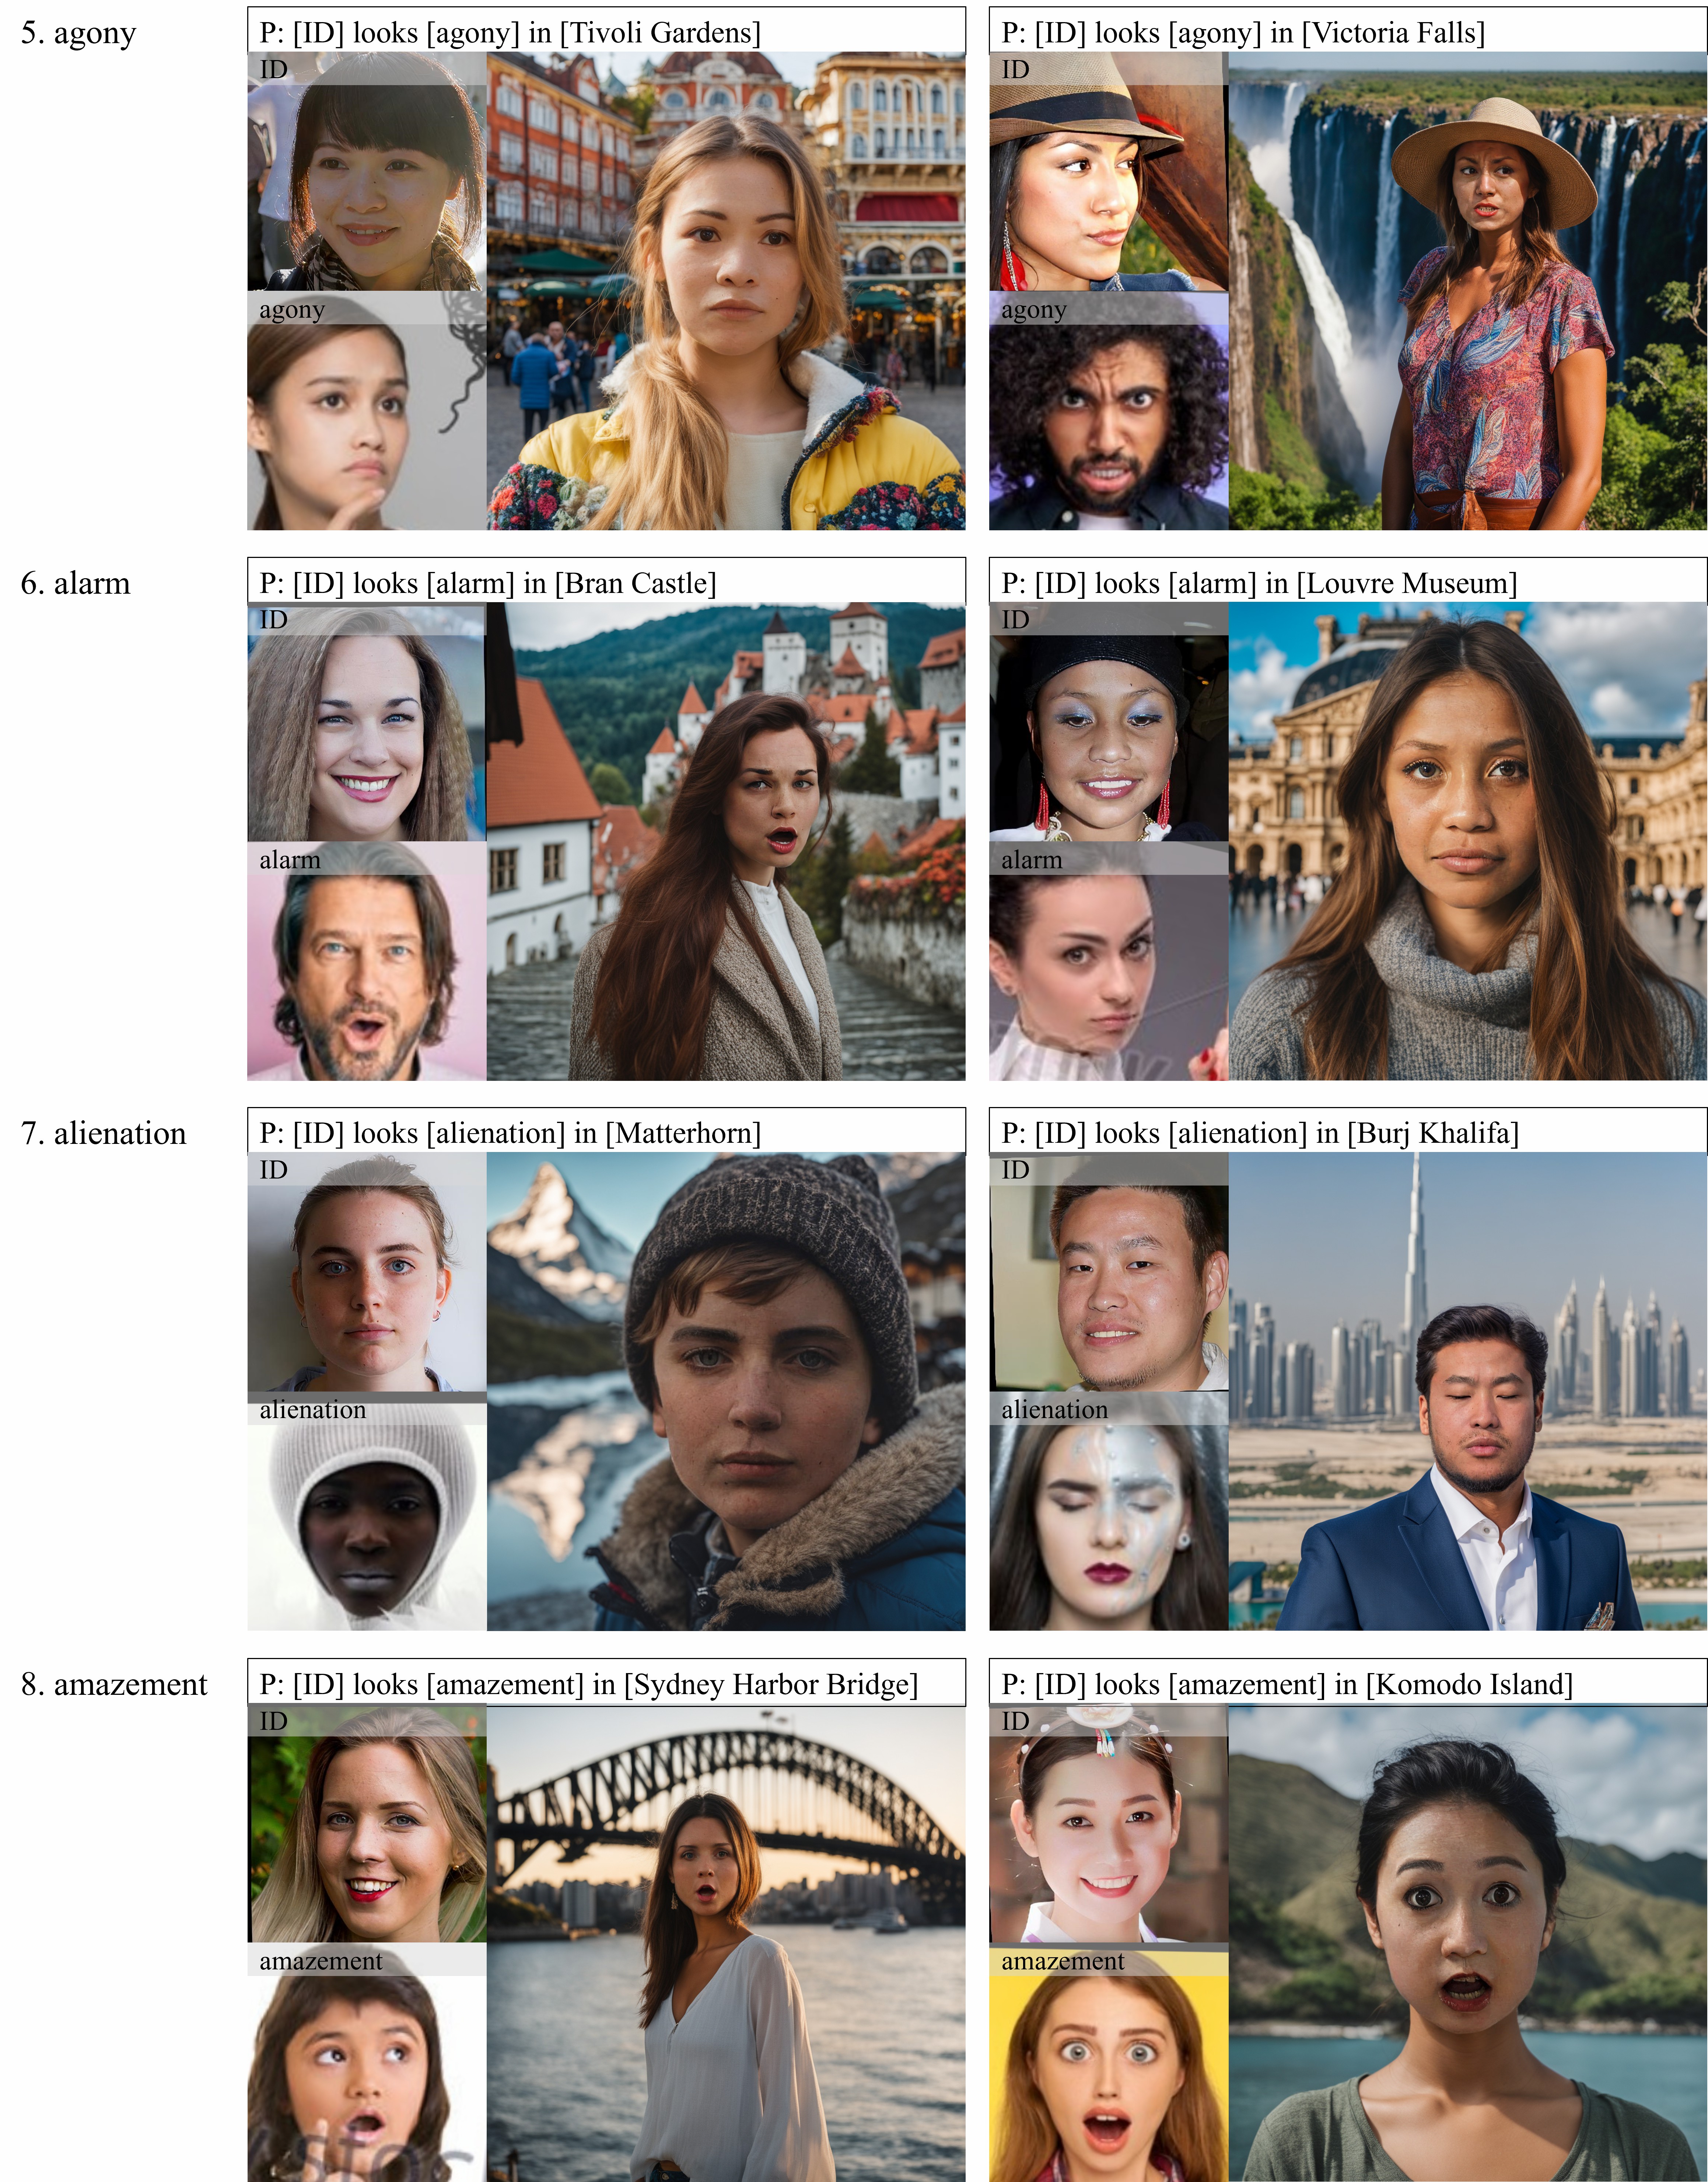 5. agony
P: [ID] looks [agony] in [Tivoli Gardens]
ID
agony
P: [ID] looks [agony] in [Victoria Falls]
ID
agony
6. alarm
P: [ID] looks [alarm] in [Bran Castle]
ID
alarm
P: [ID] looks [alarm] in [Louvre Museum]
ID
alarm
7. alienation
P: [ID] looks [alienation] in [Matterhorn]
ID
alienation
P: [ID] looks [alienation] in [Burj Khalifa]
ID
alienation
8. amazement
P: [ID] looks [amazement] in [Sydney Harbor Bridge]
ID
amazement
P: [ID] looks [amazement] in [Komodo Island]
ID
amazement